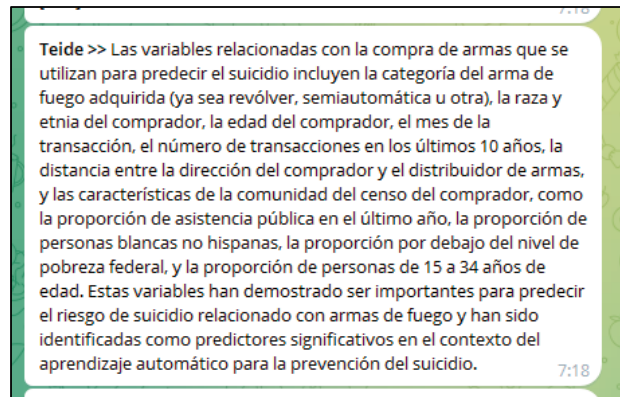 7:18
Teide >> Las variables relacionadas con la compra de armas que se
utilizan para predecir el suicidio incluyen la categoría del arma de
fuego adquirida (ya sea revólver, semiautomática u otra), la raza y
etnia del comprador, la edad del comprador, el mes de la
transacción, el número de transacciones en los últimos 10 años, la
distancia entre la dirección del comprador y el distribuidor de armas,
y las características de la comunidad del censo del comprador, como
la proporción de asistencia pública en el último año, la proporción de
personas blancas no hispanas, la proporción por debajo del nivel de
pobreza federal, y la proporción de personas de 15 a 34 años de
edad. Estas variables han demostrado ser importantes para predecir
el riesgo de suicidio relacionado con armas de fuego y han sido
identificadas como predictores significativos en el contexto del
aprendizaje automático para la prevención del suicidio.
7:18